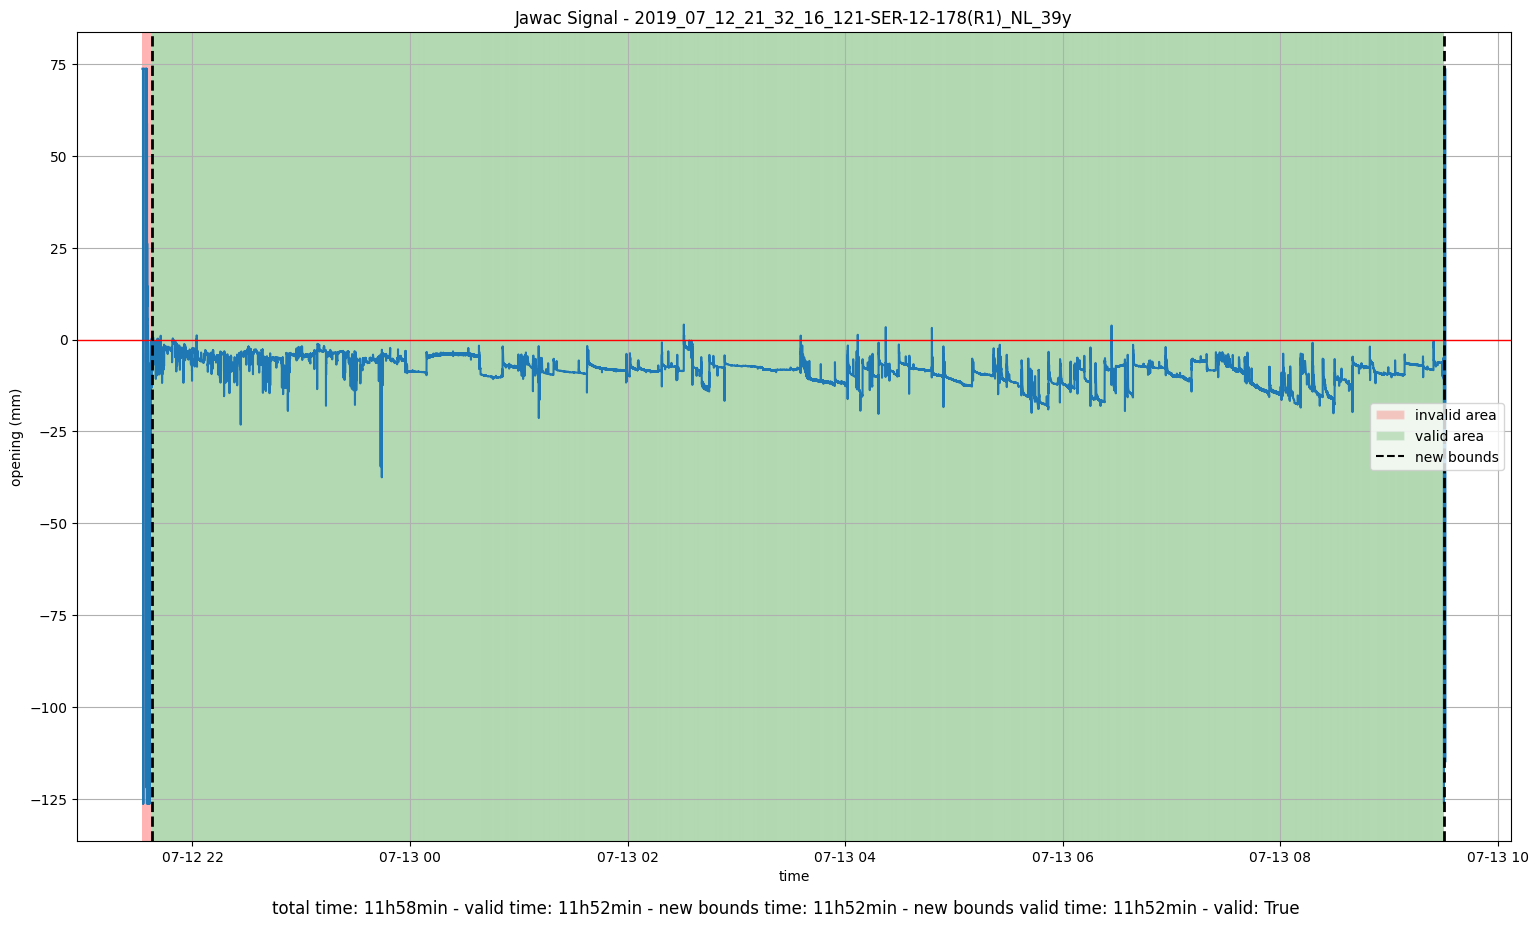 Jawac Signal - 2019_07_12_21_32_16_121-SER-12-178(R1)_NL_39y
opening (mm)
75
50
25
0
−25
−50
−75
−100
−125
invalid area
valid area
new bounds
07-12 22
07-13 00
07-13 02
07-13 04
07-13 06
07-13 08
07-13 10
time
total time: 11h58min - valid time: 11h52min - new bounds time: 11h52min - new bounds valid time: 11h52min - valid: True